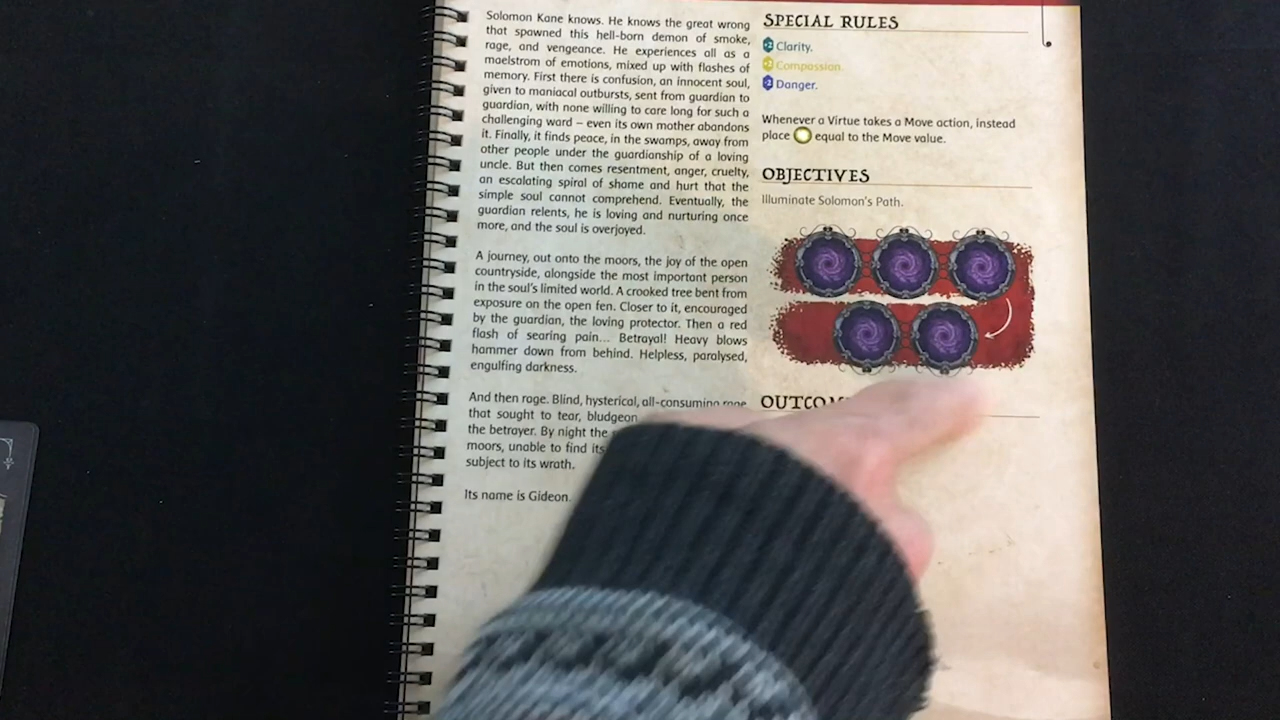 Solomon Kane knows. He knows the great wrong
that spawned this hell-born demon of smoke,
rage, and vengeance. He experiences all as a
maelstrom of emotions, mixed up with flashes of
memory. First there is confusion, an innocent soul,
given to maniacal outbursts, sent from guardian to
guardian, with none willing to care long for such a
challenging ward – even its own mother abandons
it. Finally, it finds peace, in the swamps, away from
other people under the guardianship of a loving
uncle. But then comes resentment, anger, cruelty,
an escalating spiral of shame and hurt that the
simple soul cannot comprehend. Eventually, the
guardian relents, he is loving and nurturing once
more, and the soul is overjoyed.
A journey, out onto the moors, the joy of the open
countryside, alongside the most important person
in the soul's limited world. A crooked tree bent from
exposure on the open fen. Closer to it, encouraged
by the guardian, the loving protector. Then a red
flash of searing pain... Betrayal! Heavy blows
hammer down from behind. Helpless, paralysed,
engulfing darkness.
And then rage. Blind, hysterical, all-consuming rage
that sought to tear, bludgeon
the betrayer. By night the
moors, unable to find its
subject to its wrath.
Its name is Gideon.
SPECIAL RULES
Clarity.
Compassion.
Danger.
Whenever a Virtue takes a Move action, instead
place equal to the Move value.
OBJECTIVES
Illuminate Solomon's Path.